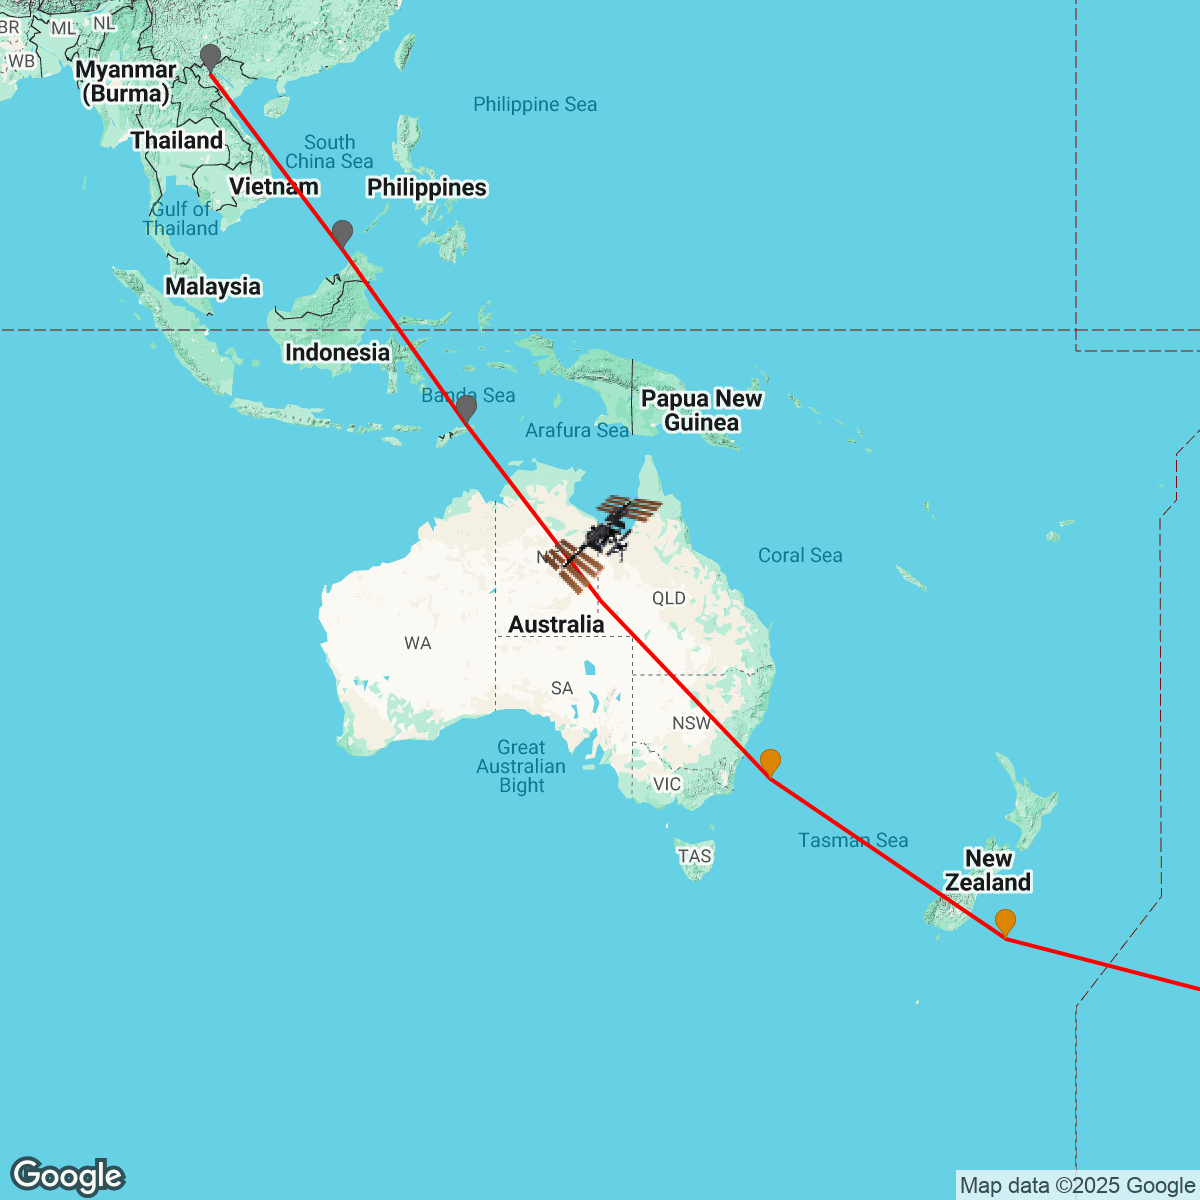 BR
ML
NL
WB
Myanmar
(Burma)
Philippine Sea
Thailand
South
China Sea
Vietnam
Philippines
Gulf of
Thailand
Malaysia
Indonesia
Banda Sea
Papua New
Guinea
Arafura Sea
Coral Sea
QLD
Australia
WA
SA
NSW
Great
Australian
Bight
VIC
Tasman Sea
TAS
New
Zealand
Google
Map data ©2025 Google